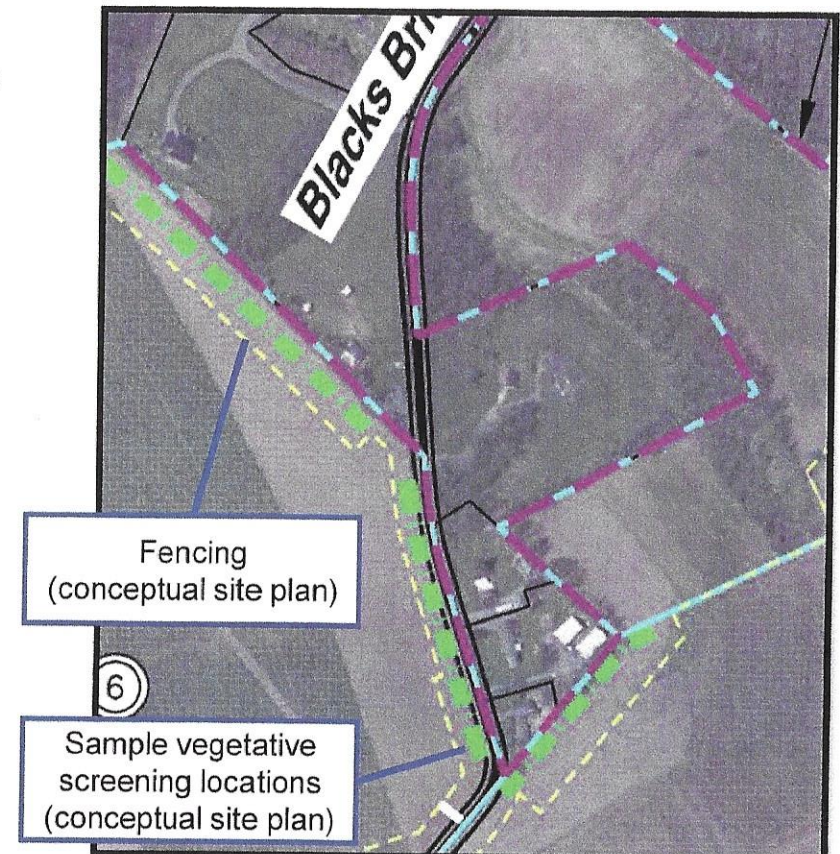 Blacks Bri
Fencing
(conceptual site plan)
6
Sample vegetative
screening locations
(conceptual site plan)